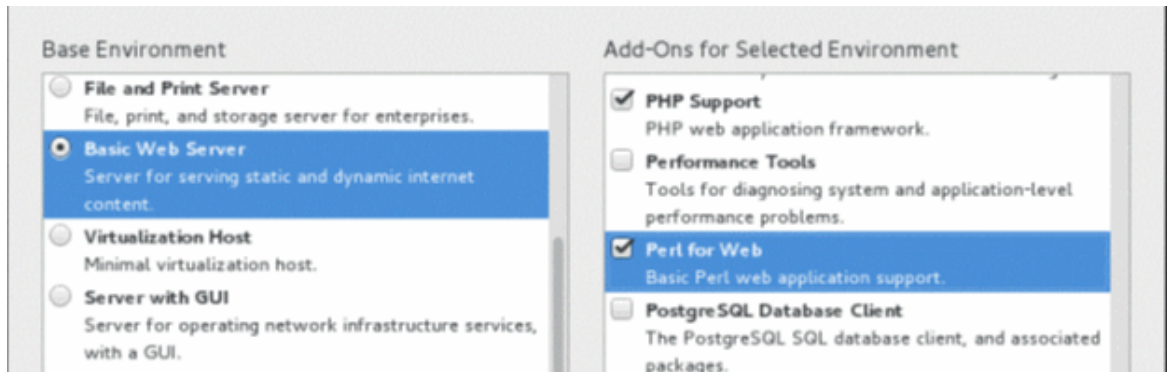 Base Environment
File and Print Server
File, print, and storage server for enterprises.
Basic Web Server
Server for serving static and dynamic internet
content.
Virtualization Host
Minimal virtualization host.
Server with GUI
Server for operating network infrastructure services,
with a GUI.
Add-Ons for Selected Environment
PHP Support
PHP web application framework.
Performance Tools
Tools for diagnosing system and application-level
performance problems.
Perl for Web
Basic Perl web application support.
PostgreSQL Database Client
The PostgreSQL SQL database client, and associated
packages.